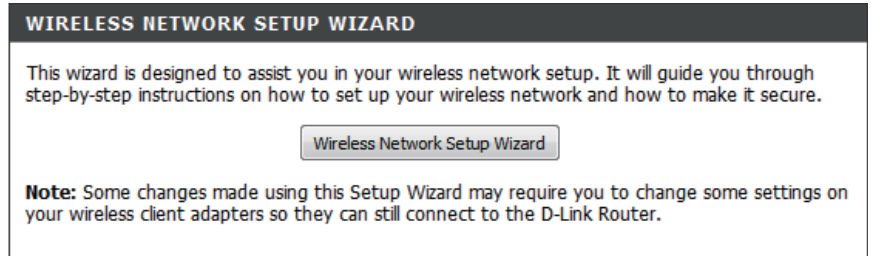 WIRELESS NETWORK SETUP WIZARD
This wizard is designed to assist you in your wireless network setup. It will guide you through
step-by-step instructions on how to set up your wireless network and how to make it secure.
Wireless Network Setup Wizard
Note: Some changes made using this Setup Wizard may require you to change some settings on
your wireless client adapters so they can still connect to the D-Link Router.